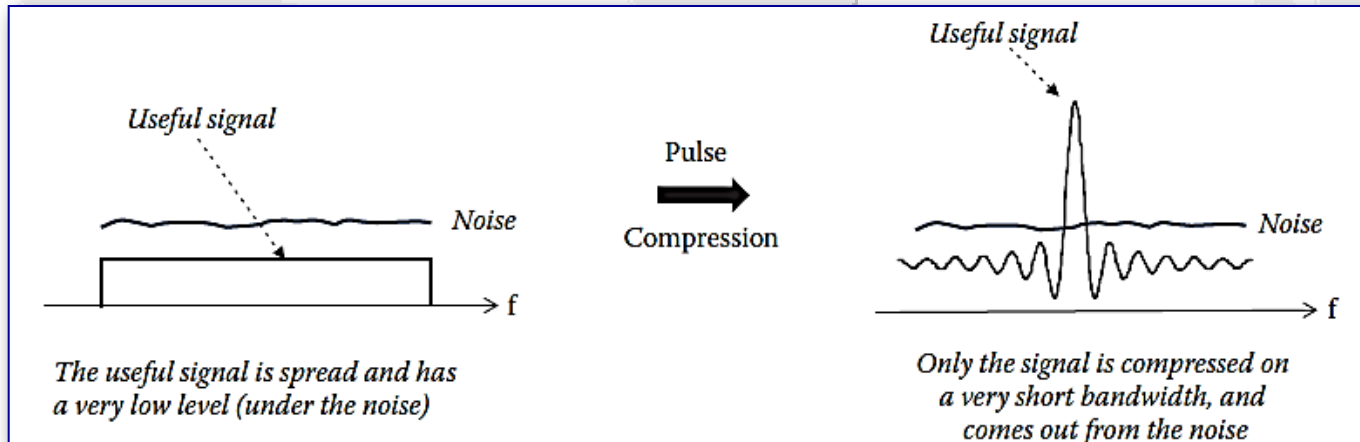 Useful signal
Noise
f
The useful signal is spread and has
a very low level (under the noise)
Pulse
Compression
Useful signal
Noise
f
Only the signal is compressed on
a very short bandwidth, and
comes out from the noise